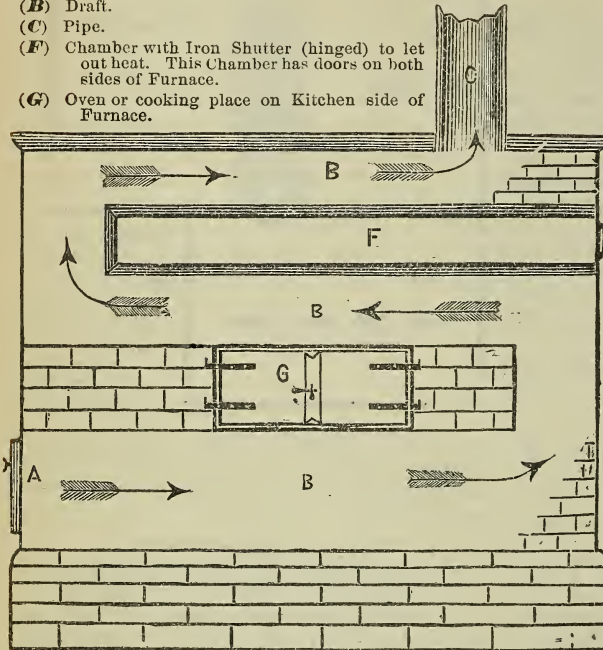 (B) Draft.
(C) Pipe.
(F) Chamber with Iron Shutter (hinged) to let
out heat. This Chamber has doors on both
sides of Furnace.
(G) Oven or cooking place on Kitchen side of
Furnace.
C
B
F
B
G
A
B